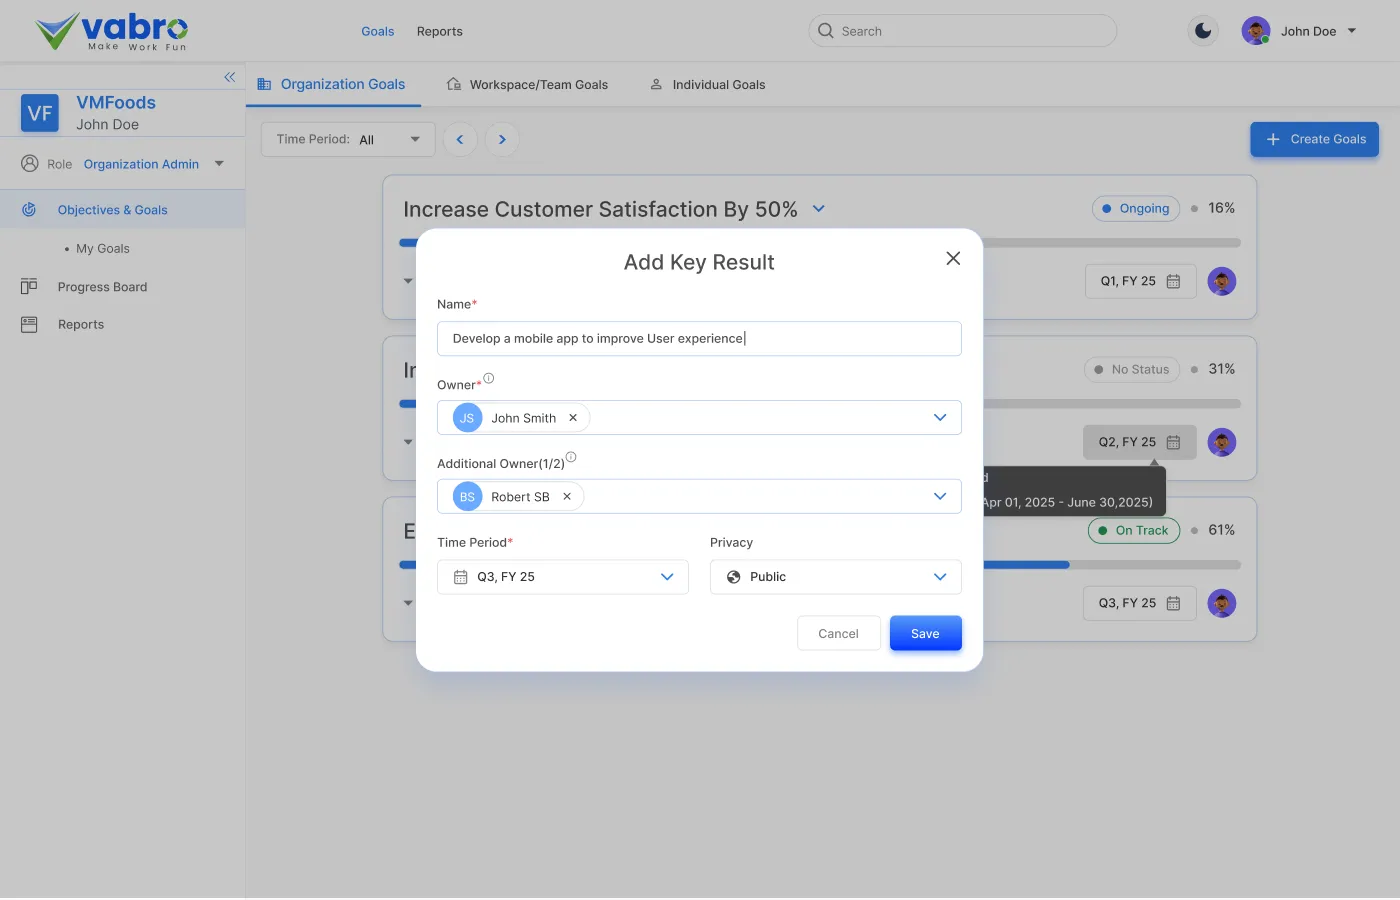 vabro
Make Work Fun
Goals
Reports
Search
John Doe
VF
VMFoods
John Doe
Role Organization Admin
Objectives & Goals
• My Goals
Progress Board
Reports
Organization Goals
Workspace/Team Goals
Individual Goals
Time Period: All
+ Create Goals
Increase Customer Satisfaction By 50%
Ongoing
16%
Q1, FY 25
No Status
31%
Q2, FY 25
Apr 01, 2025 - June 30,2025)
On Track
61%
Q3, FY 25
Add Key Result
Name*
Develop a mobile app to improve User experience
Owner*
JS John Smith
Additional Owner(1/2)
BS Robert SB
Time Period*
Privacy
Q3, FY 25
Public
Cancel
Save